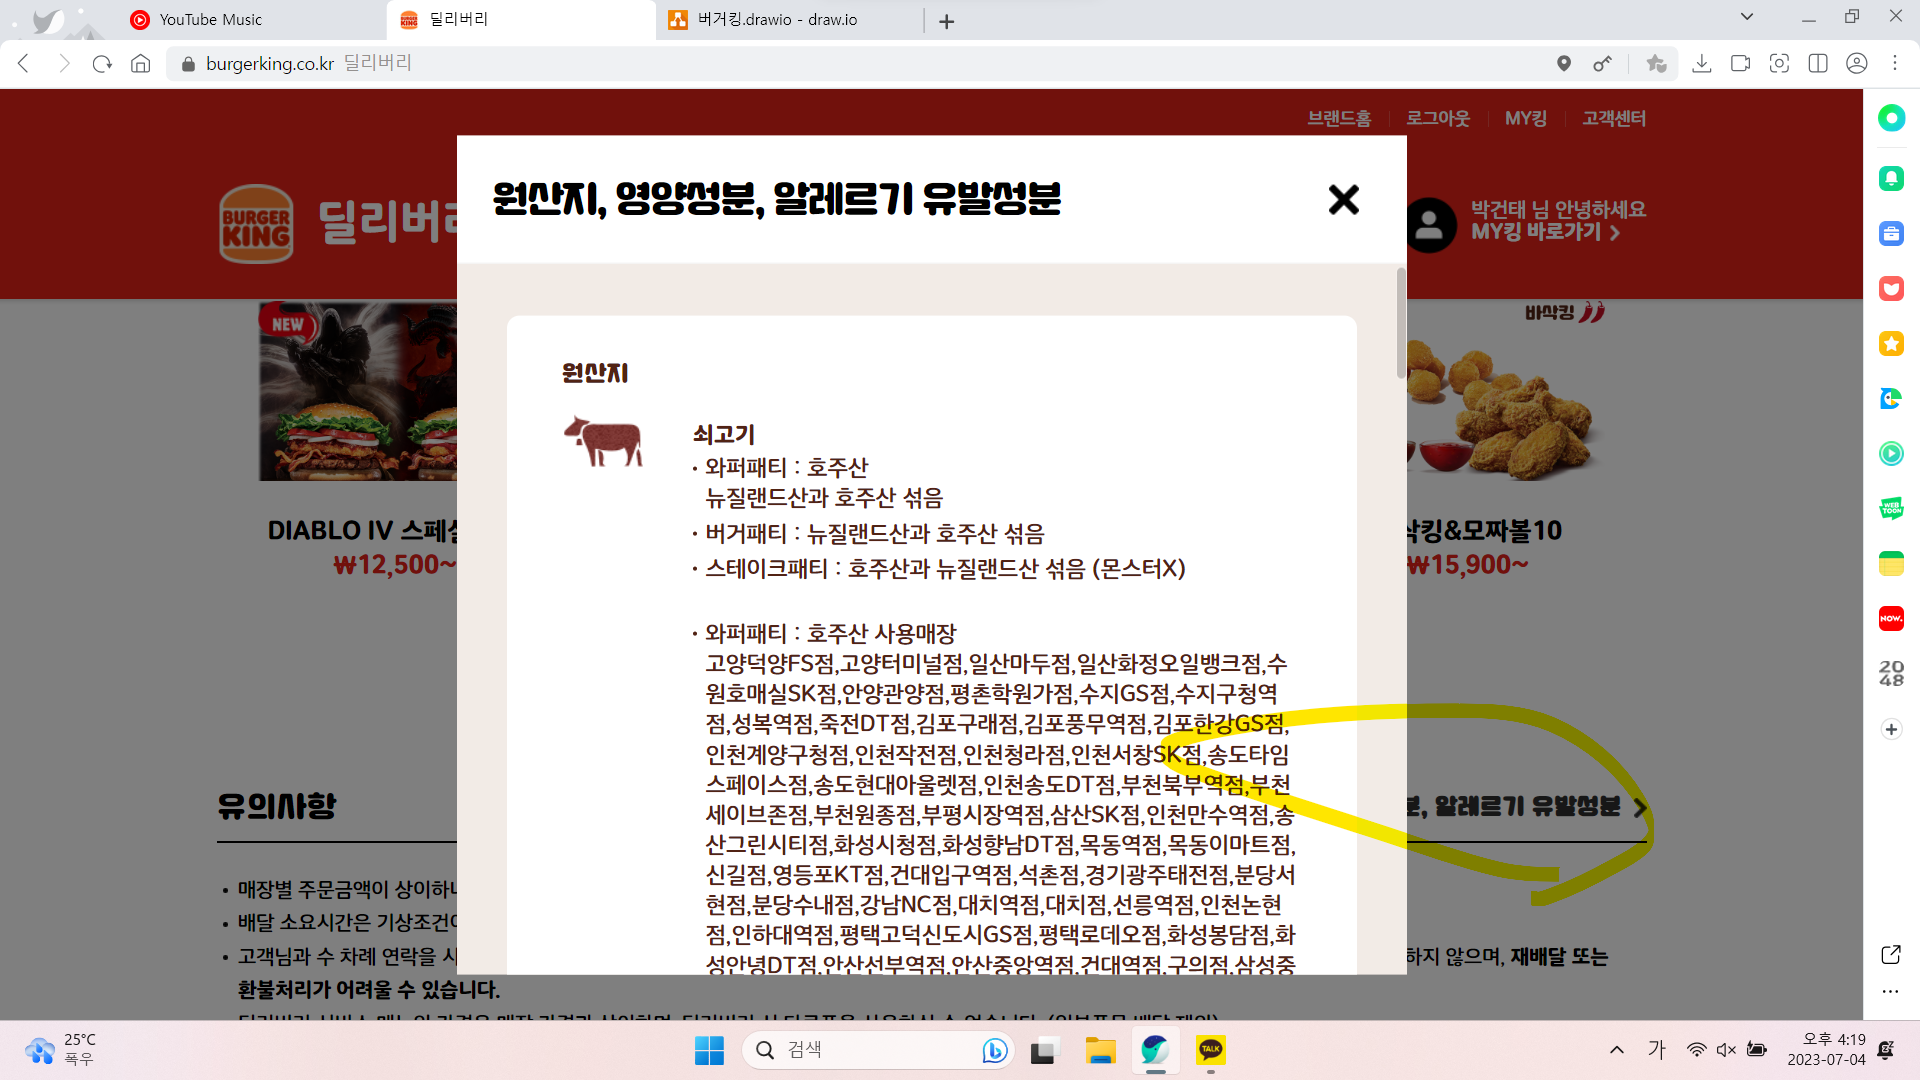 YouTube Music
딜리버리
버거킹.drawio - draw.io
burgerking.co.kr 딜리버리
브랜드홈
로그아웃
MY킹
고객센터
BURGER KING
딜리버리
박건태 님 안녕하세요
MY킹 바로가기
원산지, 영양성분, 알레르기 유발성분
NEW
바삭킹
원산지
쇠고기
· 와퍼패티 : 호주산
뉴질랜드산과 호주산 섞음
· 버거패티 : 뉴질랜드산과 호주산 섞음
· 스테이크패티 : 호주산과 뉴질랜드산 섞음 (몬스터X)
DIABLO IV 스페셜
₩12,500~
삭킹&모짜볼10
₩15,900~
· 와퍼패티 : 호주산 사용매장
고양덕양FS점,고양터미널점,일산마두점,일산화정오일뱅크점,수
원호매실SK점,안양관양점,평촌학원가점,수지GS점,수지구청역
점,성복역점,죽전DT점,김포구래점,김포풍무역점,김포한강GS점,
인천계양구청점,인천작전점,인천청라점,인천서창SK점,송도타임
스페이스점,송도현대아울렛점,인천송도DT점,부천북부역점,부천
세이브존점,부천원종점,부평시장역점,삼산SK점,인천만수역점,송
산그린시티점,화성시청점,화성향남DT점,목동역점,목동이마트점,
신길점,영등포KT점,건대입구역점,석촌점,경기광주태전점,분당서
현점,분당수내점,강남NC점,대치역점,대치점,선릉역점,인천논현
점,인하대역점,평택고덕신도시GS점,평택로데오점,화성봉담점,화
성안녕DT점,안산선부역점,안산중앙역점,건대역점,구의점,삼성중
유의사항
분, 알레르기 유발성분
• 매장별 주문금액이 상이하니
• 배달 소요시간은 기상조건이
• 고객님과 수 차례 연락을 시
하지 않으며, 재배달 또는
환불처리가 어려울 수 있습니다.
WEB TOON
NOW.
2048
25°C
폭우
검색
TALK
가
오후 4:19
2023-07-04